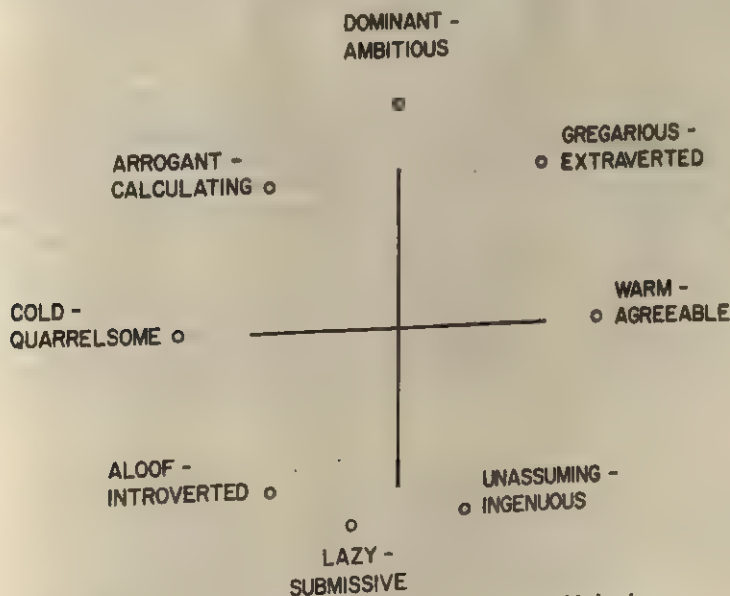 DOMINANT -
AMBITIOUS
GREGARIOUS -
EXTRAVERTED
ARROGANT -
CALCULATING
WARM -
AGREEABLE
COLD -
QUARRELSOME
ALOOF -
INTROVERTED
UNASSUMING -
INGENUOUS
LAZY -
SUBMISSIVE